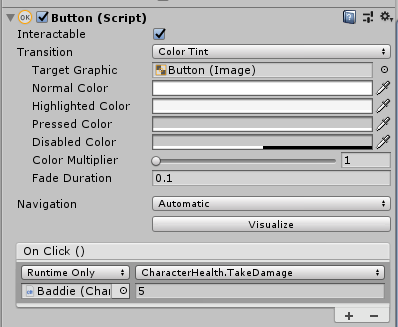 OK Button (Script)
Interactable
Transition Color Tint
Target Graphic Button (Image)
Normal Color
Highlighted Color
Pressed Color
Disabled Color
Color Multiplier 1
Fade Duration 0.1
Navigation Automatic
Visualize
On Click ()
Runtime Only CharacterHealth.TakeDamage
Baddie (Char 5
+ −